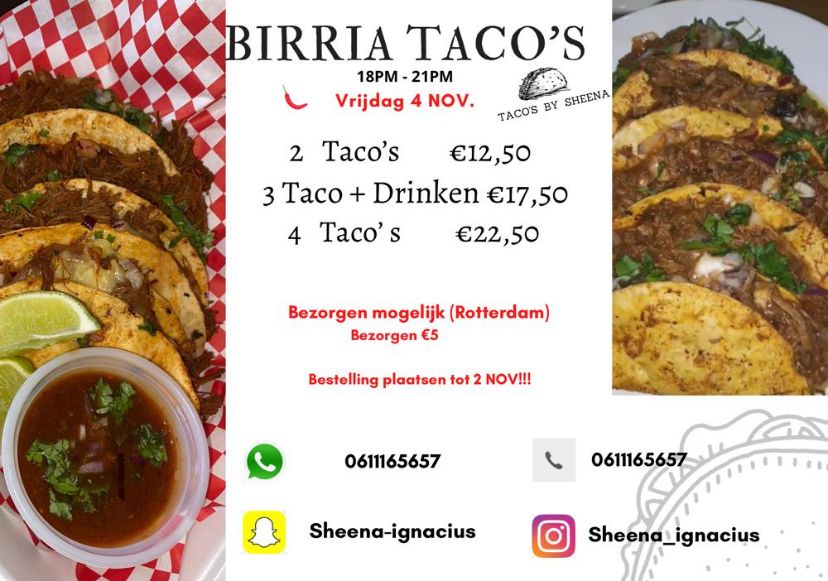 BIRRIA TACO'S
18PM - 21PM
Vrijdag 4 NOV.
TACO'S BY SHEENA
2 Taco's €12,50
3 Taco + Drinken €17,50
4 Taco' s €22,50
Bezorgen mogelijk (Rotterdam)
Bezorgen €5
Bestelling plaatsen tot 2 NOV!!!
0611165657
0611165657
Sheena-ignacius
Sheena_ignacius